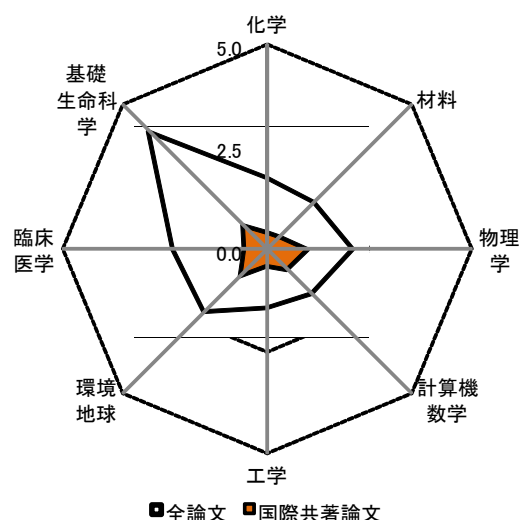 化学
5.0
基礎
生命科
学
材料
2.5
臨床
医学
0.0
物理
学
環境
地球
計算機
数学
工学
全論文 国際共著論文